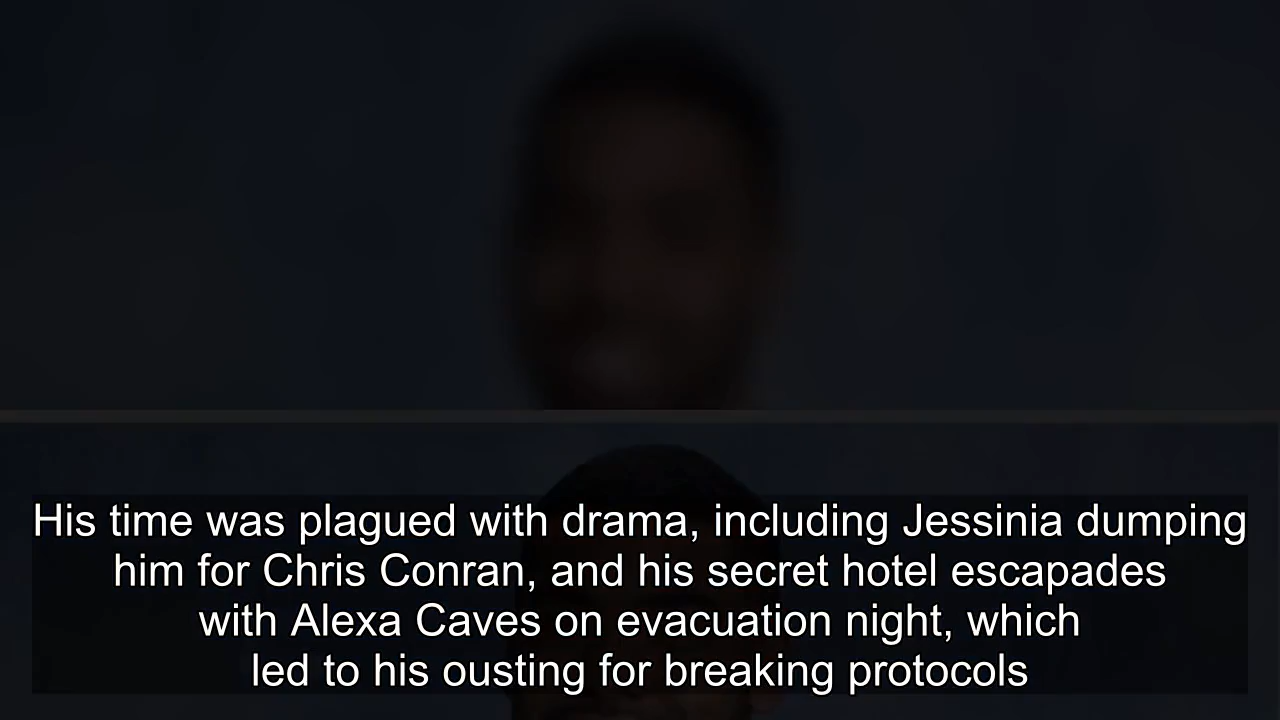 His time was plagued with drama, including Jessinia dumping
him for Chris Conran, and his secret hotel escapades
with Alexa Caves on evacuation night, which
led to his ousting for breaking protocols